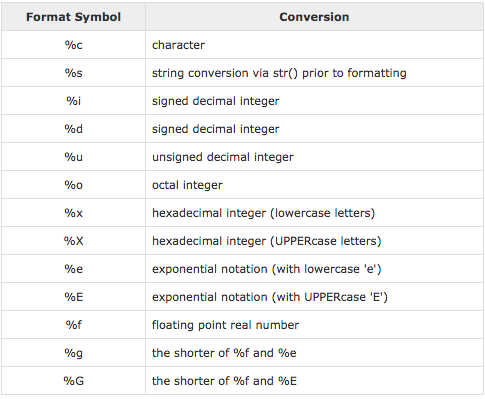 Format Symbol Conversion
%c character
%s string conversion via str() prior to formatting
%i signed decimal integer
%d signed decimal integer
%u unsigned decimal integer
%o octal integer
%x hexadecimal integer (lowercase letters)
%X hexadecimal integer (UPPERcase letters)
%e exponential notation (with lowercase 'e')
%E exponential notation (with UPPERcase 'E')
%f floating point real number
%g the shorter of %f and %e
%G the shorter of %f and %E